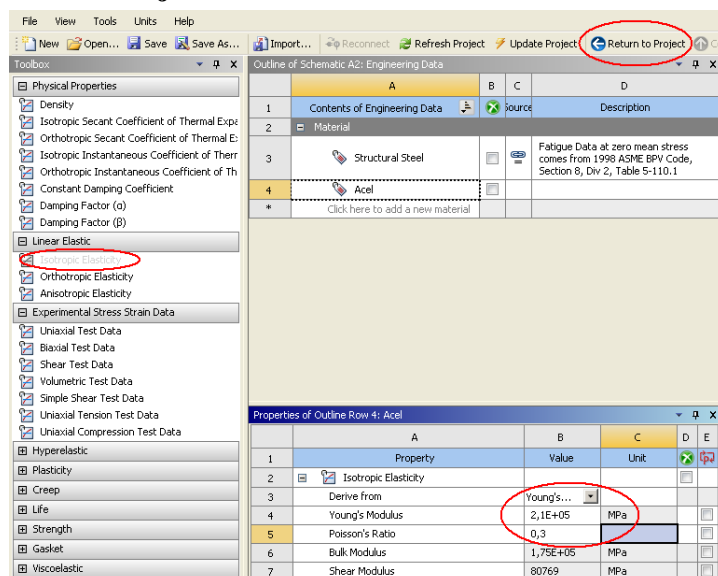 File View Tools Units Help
New Open... Save Save As... Import... Reconnect Refresh Project Update Project Return to Project
Toolbox
Physical Properties
Density
Isotropic Secant Coefficient of Thermal Expa
Orthotropic Secant Coefficient of Thermal E
Isotropic Instantaneous Coefficient of Therr
Orthotropic Instantaneous Coefficient of Th
Constant Damping Coefficient
Damping Factor (α)
Damping Factor (β)
Linear Elastic
Isotropic Elasticity
Orthotropic Elasticity
Anisotropic Elasticity
Experimental Stress Strain Data
Uniaxial Test Data
Biaxial Test Data
Shear Test Data
Volumetric Test Data
Simple Shear Test Data
Uniaxial Tension Test Data
Uniaxial Compression Test Data
Hyperelastic
Plasticity
Creep
Life
Strength
Gasket
Viscoelastic
Outline of Schematic A2: Engineering Data
A B C D
1 Contents of Engineering Data Source Description
2 Material
3 Structural Steel Fatigue Data at zero mean stress
comes from 1998 ASME BPV Code,
Section 8, Div 2, Table 5-110.1
4 Acel
* Click here to add a new material
Properties of Outline Row 4: Acel
A B C D E
1 Property Value Unit
2 Isotropic Elasticity
3 Derive from Young's...
4 Young's Modulus 2,1E+05 MPa
5 Poisson's Ratio 0,3
6 Bulk Modulus 1,75E+05 MPa
7 Shear Modulus 80769 MPa